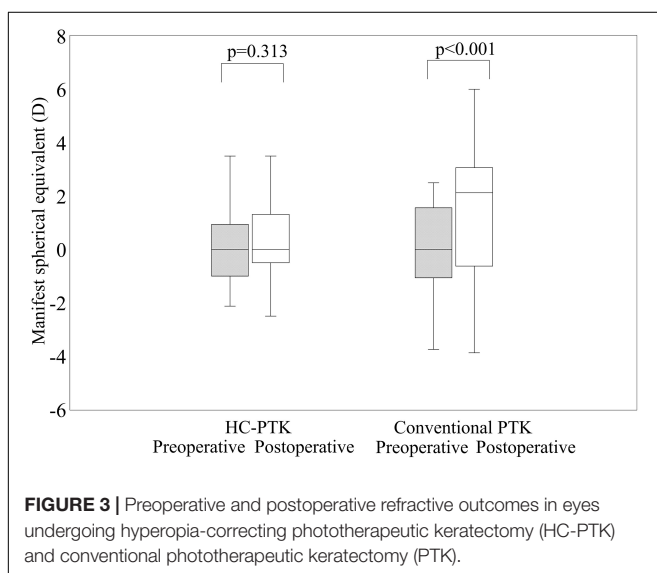 8
p=0.313
p<0.001
6
4
2
0
-2
-4
-6
Manifest spherical equivalent (D)
HC-PTK
Preoperative Postoperative
Conventional PTK
Preoperative Postoperative
FIGURE 3 | Preoperative and postoperative refractive outcomes in eyes
undergoing hyperopia-correcting phototherapeutic keratectomy (HC-PTK)
and conventional phototherapeutic keratectomy (PTK).